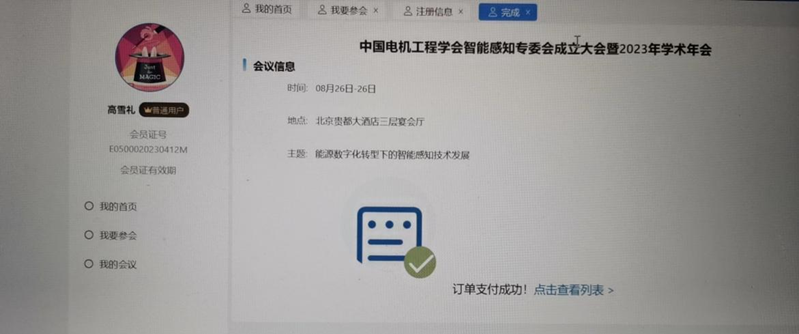 我的首页
我要参会 ×
注册信息 ×
完成 ×
中国电机工程学会智能感知专委会成立大会暨2023年学术年会
会议信息
时间: 08月26日-26日
地点: 北京贵都大酒店三层宴会厅
主题: 能源数字化转型下的智能感知技术发展
订单支付成功！点击查看列表 >
Just
to
MAGIC
高雪礼 普通用户
会员证号
E0500020230412M
会员证有效期
我的首页
我要参会
我的会议